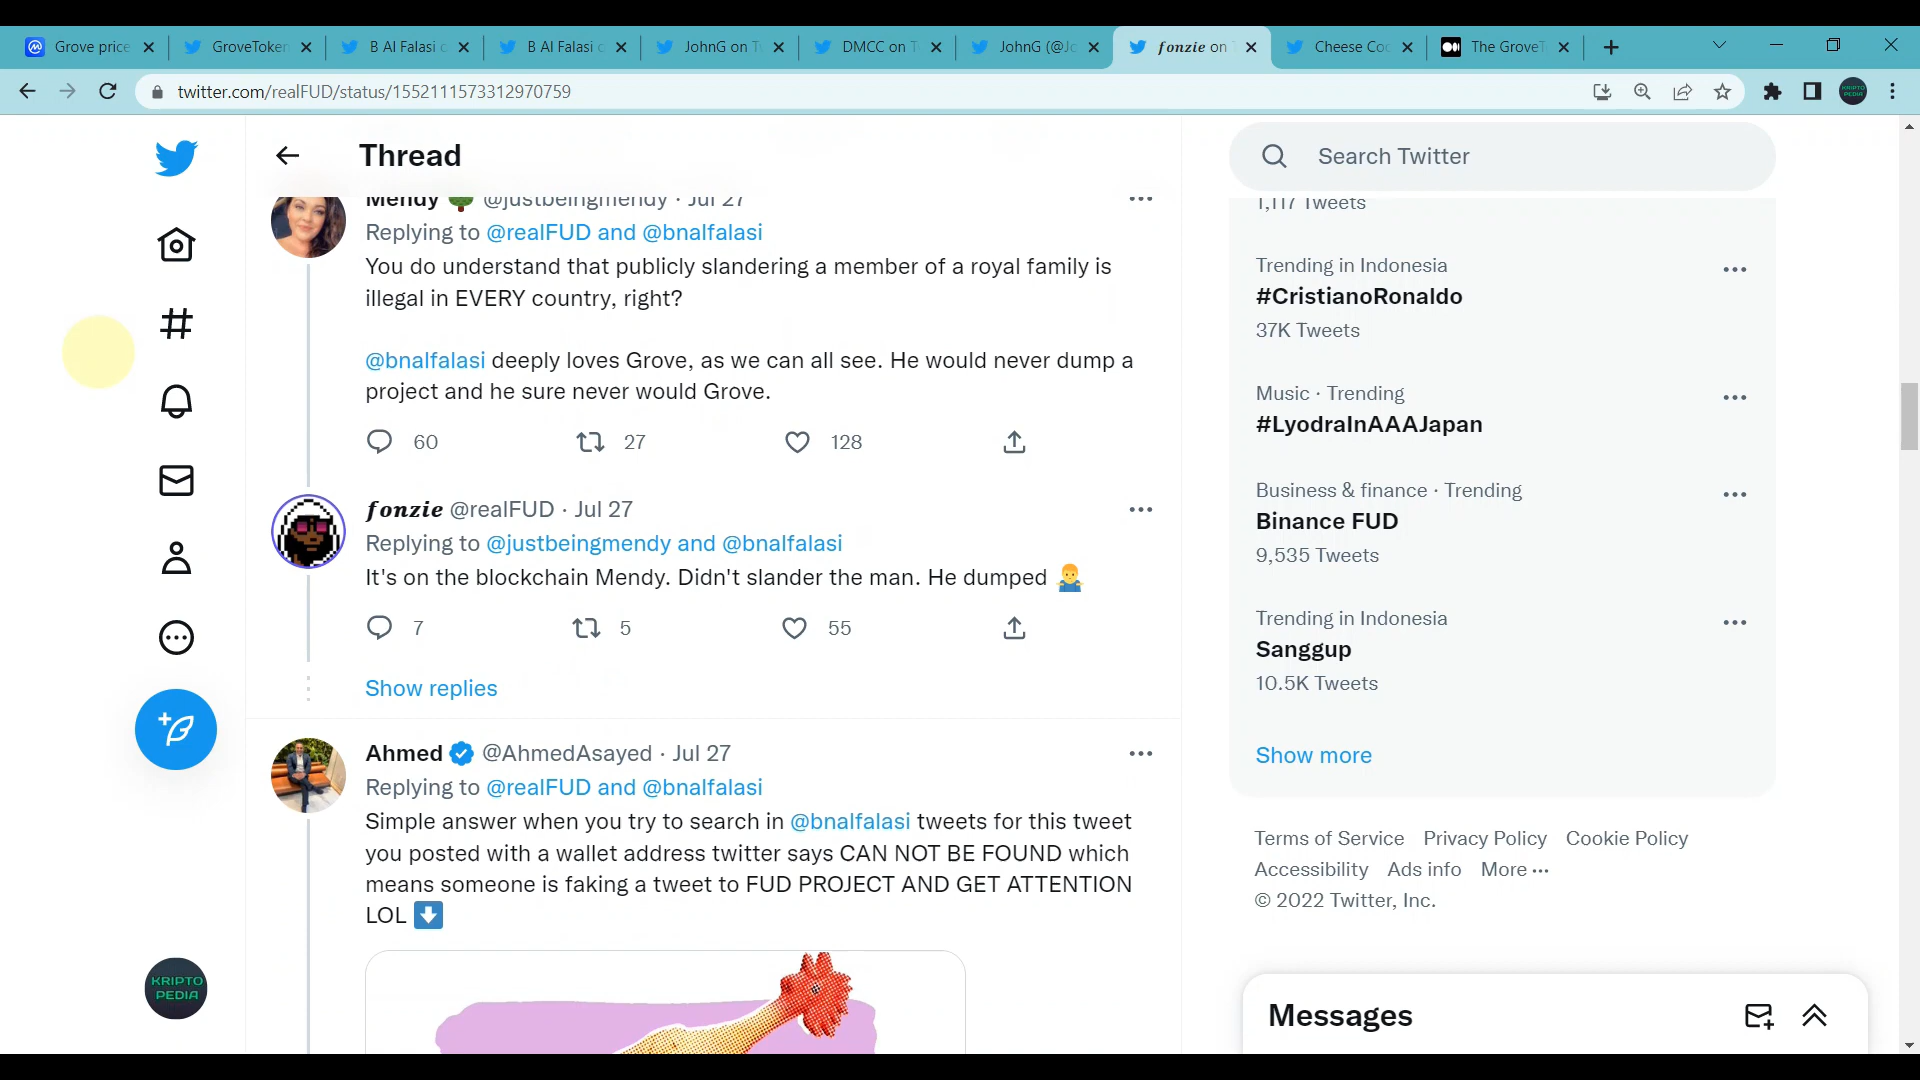 Grove price
GroveToken
B Al Falasi
B Al Falasi
JohnG on T
DMCC on T
JohnG (@Jo
fonzie on
Cheese Coo
The GroveT
twitter.com/realFUD/status/1552111573312970759
KRIPTO
PEDIA
Thread
Search Twitter
Mendy 🌳 @justbeingmendy · Jul 27
Replying to @realFUD and @bnalfalasi
You do understand that publicly slandering a member of a royal family is
illegal in EVERY country, right?
@bnalfalasi deeply loves Grove, as we can all see. He would never dump a
project and he sure never would Grove.
60
27
128
fonzie @realFUD · Jul 27
Replying to @justbeingmendy and @bnalfalasi
It's on the blockchain Mendy. Didn't slander the man. He dumped 🤷‍♂️
7
5
55
Show replies
Ahmed @AhmedAsayed · Jul 27
Replying to @realFUD and @bnalfalasi
Simple answer when you try to search in @bnalfalasi tweets for this tweet
you posted with a wallet address twitter says CAN NOT BE FOUND which
means someone is faking a tweet to FUD PROJECT AND GET ATTENTION
LOL ⬇️
1,117 Tweets
Trending in Indonesia
#CristianoRonaldo
37K Tweets
Music · Trending
#LyodraInAAAJapan
Business & finance · Trending
Binance FUD
9,535 Tweets
Trending in Indonesia
Sanggup
10.5K Tweets
Show more
Terms of Service Privacy Policy Cookie Policy
Accessibility Ads info More ···
© 2022 Twitter, Inc.
Messages
KRIPTO
PEDIA